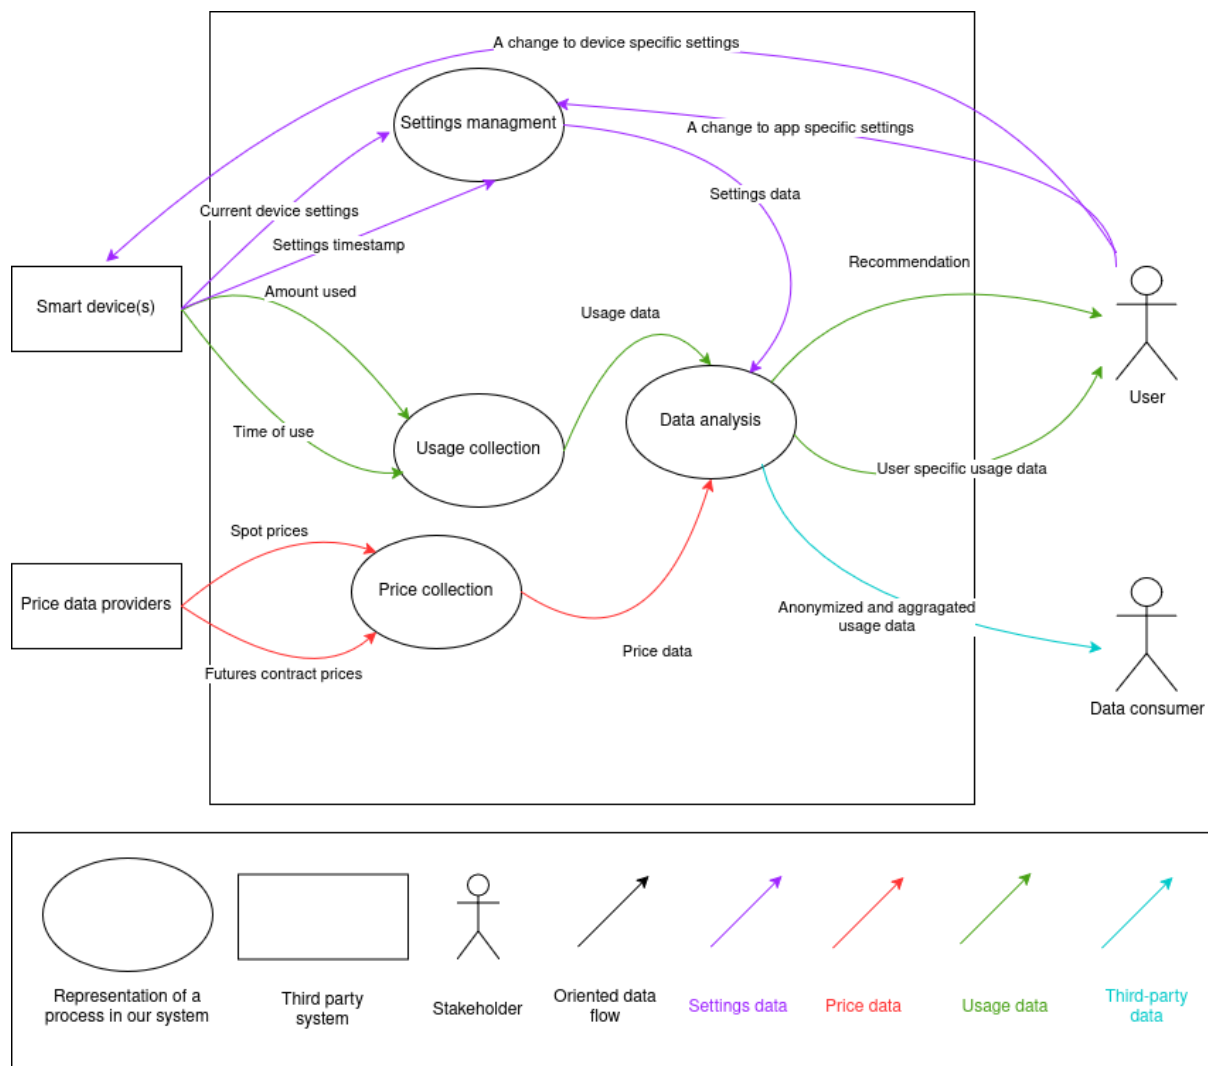 A change to device specific settings
Settings managment
A change to app specific settings
Settings data
Current device settings
Settings timestamp
Recommendation
Amount used
Smart device(s)
Usage data
User
Data analysis
Time of use
Usage collection
User specific usage data
Spot prices
Price data providers
Price collection
Anonymized and aggragated
usage data
Price data
Futures contract prices
Data consumer
Representation of a
process in our system
Third party
system
Stakeholder
Oriented data
flow
Settings data
Price data
Usage data
Third-party
data